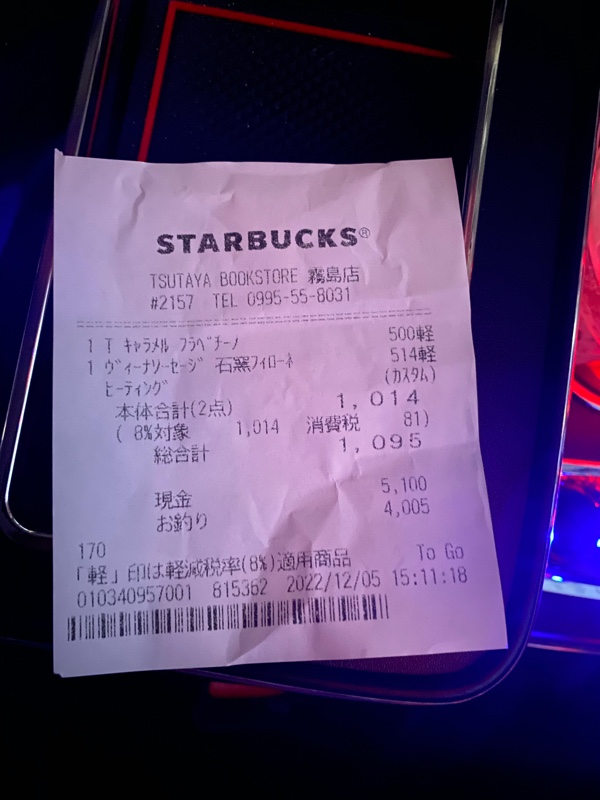 STARBUCKS®
TSUTAYA BOOKSTORE 霧島店
#2157 TEL 0995-55-8031
1 T キャラメル フラペチーノ 500軽
1 ヴィーナソーセージ 石窯フィローネ 514軽
ヒーティング (カスタム)
本体合計(2点) 1,014
( 8%対象 1,014 消費税 81)
総合計 1,095
現金 5,100
お釣り 4,005
170 To Go
「軽」印は軽減税率(8%)適用商品
010340957001 815362 2022/12/05 15:11:18